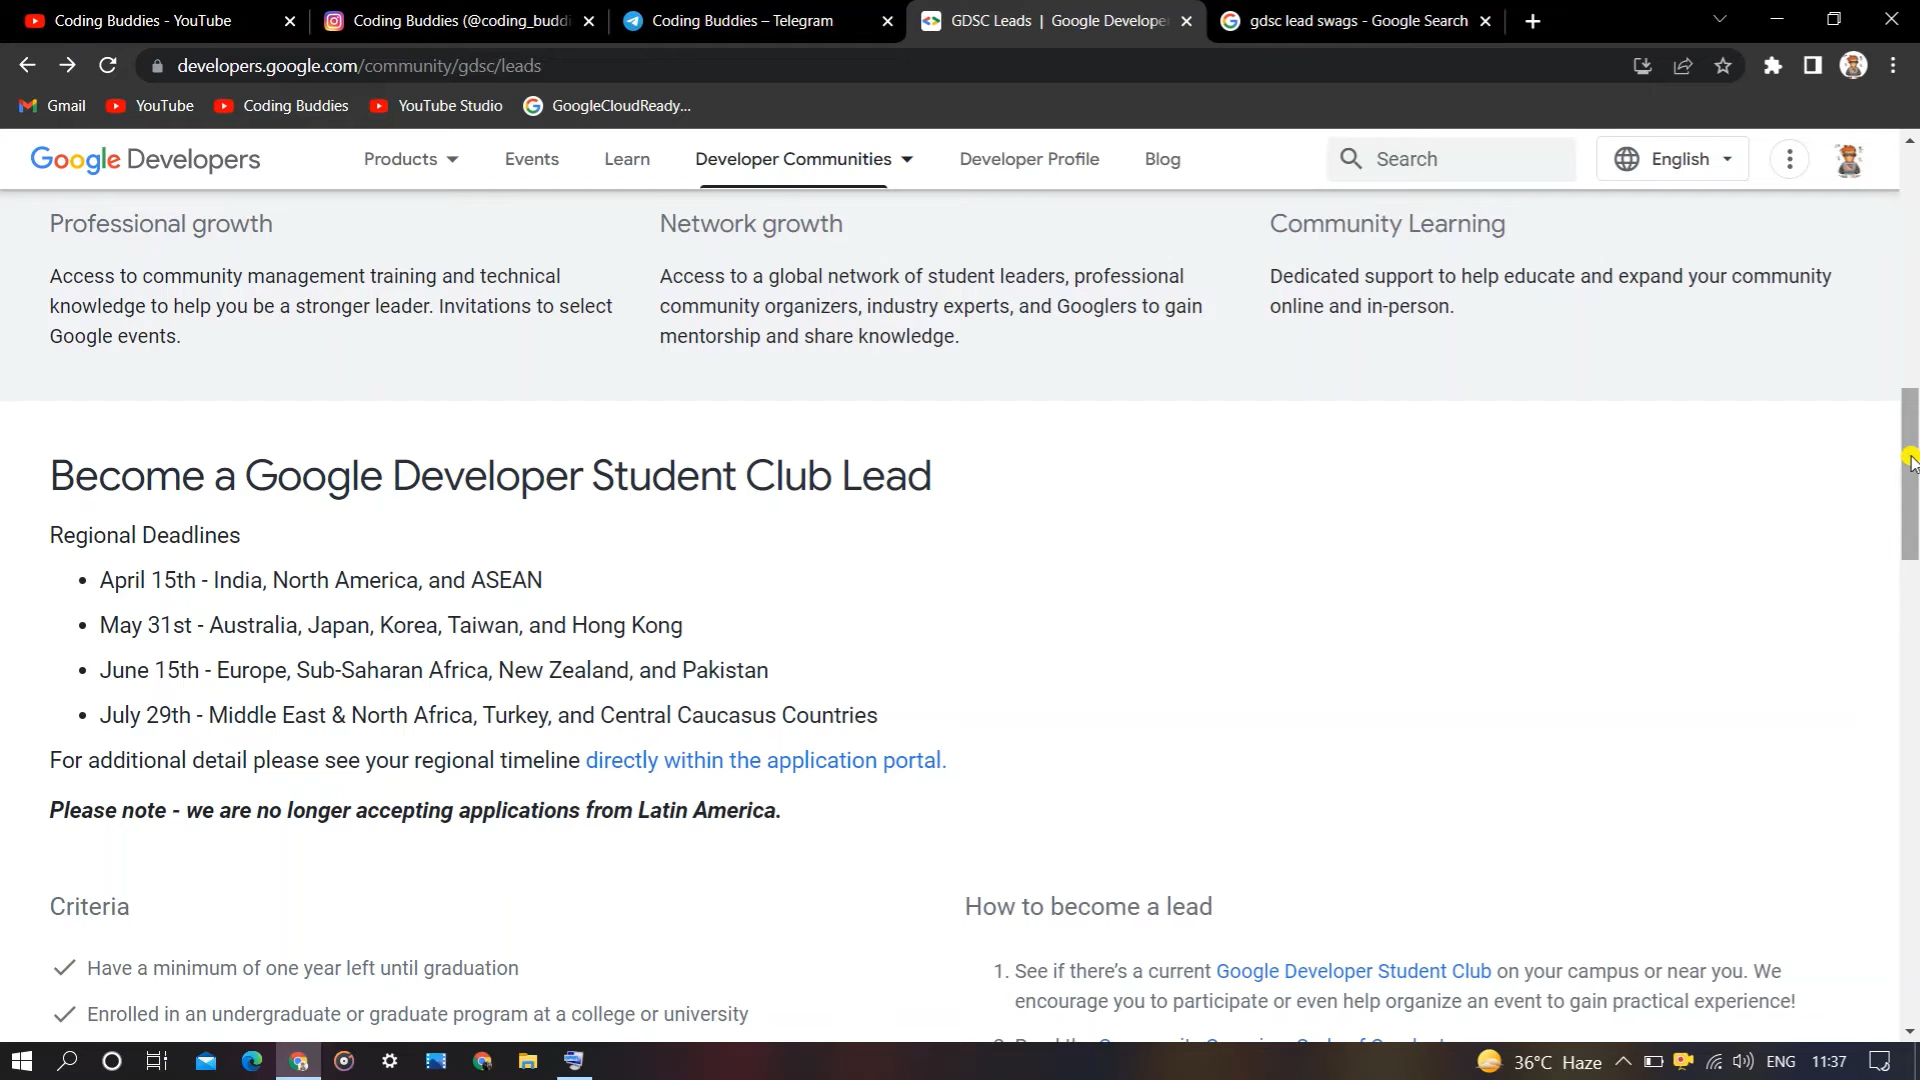 Coding Buddies - YouTube
Coding Buddies (@coding_buddi
Coding Buddies – Telegram
GDSC Leads | Google Developer
gdsc lead swags - Google Search
developers.google.com/community/gdsc/leads
Gmail
YouTube
Coding Buddies
YouTube Studio
GoogleCloudReady...
Google Developers
Products
Events
Learn
Developer Communities
Developer Profile
Blog
Search
English
Professional growth
Access to community management training and technical
knowledge to help you be a stronger leader. Invitations to select
Google events.
Network growth
Access to a global network of student leaders, professional
community organizers, industry experts, and Googlers to gain
mentorship and share knowledge.
Community Learning
Dedicated support to help educate and expand your community
online and in-person.
Become a Google Developer Student Club Lead
Regional Deadlines
• April 15th - India, North America, and ASEAN
• May 31st - Australia, Japan, Korea, Taiwan, and Hong Kong
• June 15th - Europe, Sub-Saharan Africa, New Zealand, and Pakistan
• July 29th - Middle East & North Africa, Turkey, and Central Caucasus Countries
For additional detail please see your regional timeline directly within the application portal.
Please note - we are no longer accepting applications from Latin America.
Criteria
Have a minimum of one year left until graduation
Enrolled in an undergraduate or graduate program at a college or university
How to become a lead
1. See if there's a current Google Developer Student Club on your campus or near you. We
encourage you to participate or even help organize an event to gain practical experience!
36°C Haze
ENG
11:37